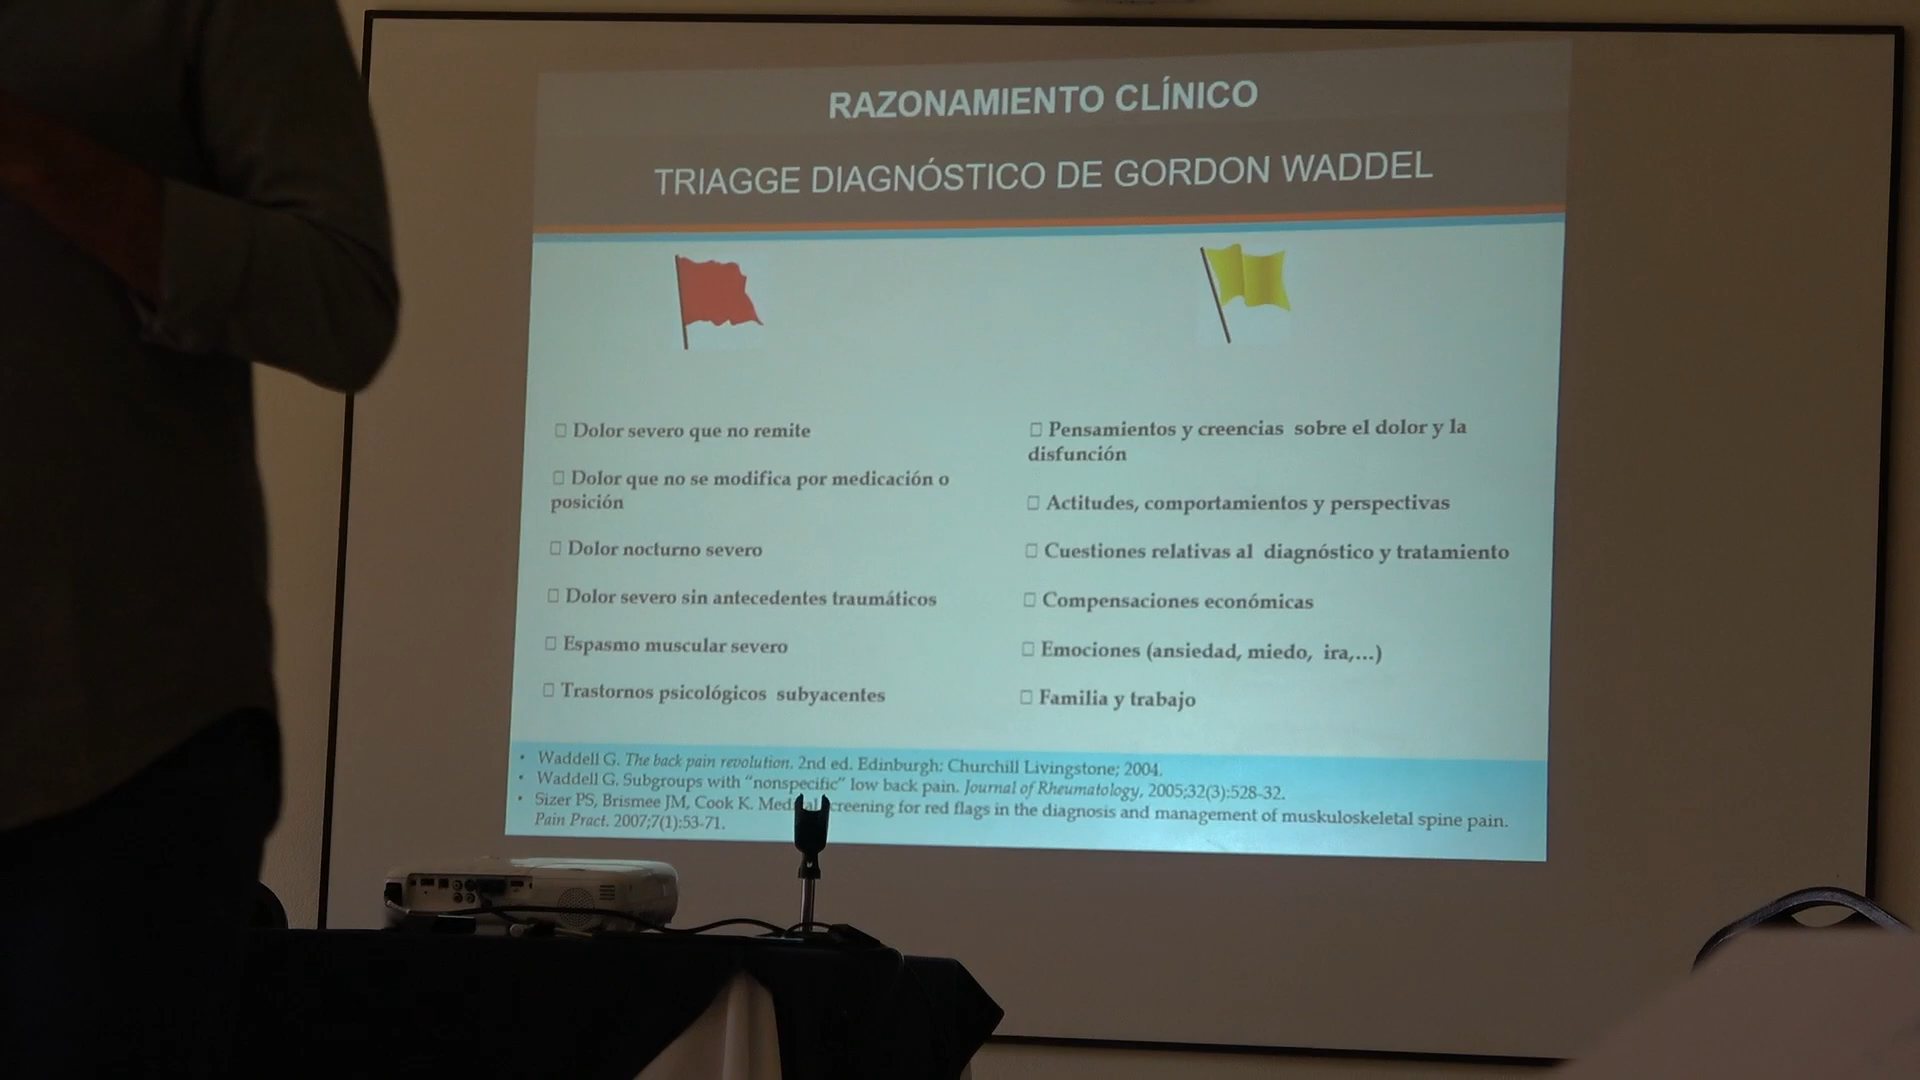 RAZONAMIENTO CLÍNICO
TRIAGGE DIAGNÓSTICO DE GORDON WADDEL
Dolor severo que no remite
Dolor que no se modifica por medicación o
posición
Dolor nocturno severo
Dolor severo sin antecedentes traumáticos
Espasmo muscular severo
Trastornos psicológicos subyacentes
Pensamientos y creencias sobre el dolor y la
disfunción
Actitudes, comportamientos y perspectivas
Cuestiones relativas al diagnóstico y tratamiento
Compensaciones económicas
Emociones (ansiedad, miedo, ira,...)
Familia y trabajo
• Waddell G. The back pain revolution. 2nd ed. Edinburgh: Churchill Livingstone; 2004.
• Waddell G. Subgroups with “nonspecific” low back pain. Journal of Rheumatology, 2005;32(3):528-32.
• Sizer PS, Brismee JM, Cook K. screening for red flags in the diagnosis and management of muskuloskeletal spine pain.
Pain Pract. 2007;7(1):53-71.